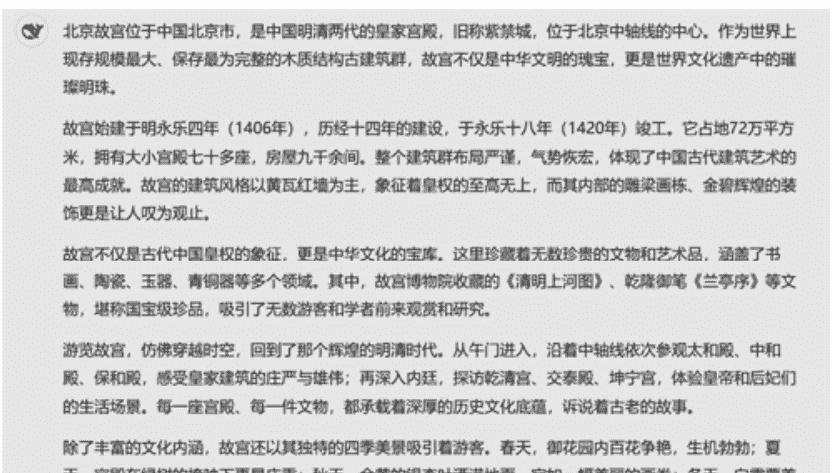 北京故宫位于中国北京市，是中国明清两代的皇家宫殿，旧称紫禁城，位于北京中轴线的中心。作为世界上
现存规模最大、保存最为完整的木质结构古建筑群，故宫不仅是中华文明的瑰宝，更是世界文化遗产中的璀
璨明珠。
故宫始建于明永乐四年（1406年），历经十四年的建设，于永乐十八年（1420年）竣工。它占地72万平方
米，拥有大小宫殿七十多座，房屋九千余间。整个建筑群布局严谨，气势恢宏，体现了中国古代建筑艺术的
最高成就。故宫的建筑风格以黄瓦红墙为主，象征着皇权的至高无上，而其内部的雕梁画栋、金碧辉煌的装
饰更是让人叹为观止。
故宫不仅是古代中国皇权的象征，更是中华文化的宝库。这里珍藏着无数珍贵的文物和艺术品，涵盖了书
画、陶瓷、玉器、青铜器等多个领域。其中，故宫博物院收藏的《清明上河图》、乾隆御笔《兰亭序》等文
物，堪称国宝级珍品，吸引了无数游客和学者前来观赏和研究。
游览故宫，仿佛穿越时空，回到了那个辉煌的明清时代。从午门进入，沿着中轴线依次参观太和殿、中和
殿、保和殿，感受皇家建筑的庄严与雄伟；再深入内廷，探访乾清宫、交泰殿、坤宁宫，体验皇帝和后妃们
的生活场景。每一座宫殿、每一件文物，都承载着深厚的历史文化底蕴，诉说着古老的故事。
除了丰富的文化内涵，故宫还以其独特的四季美景吸引着游客。春天，御花园内百花争艳，生机勃勃；夏